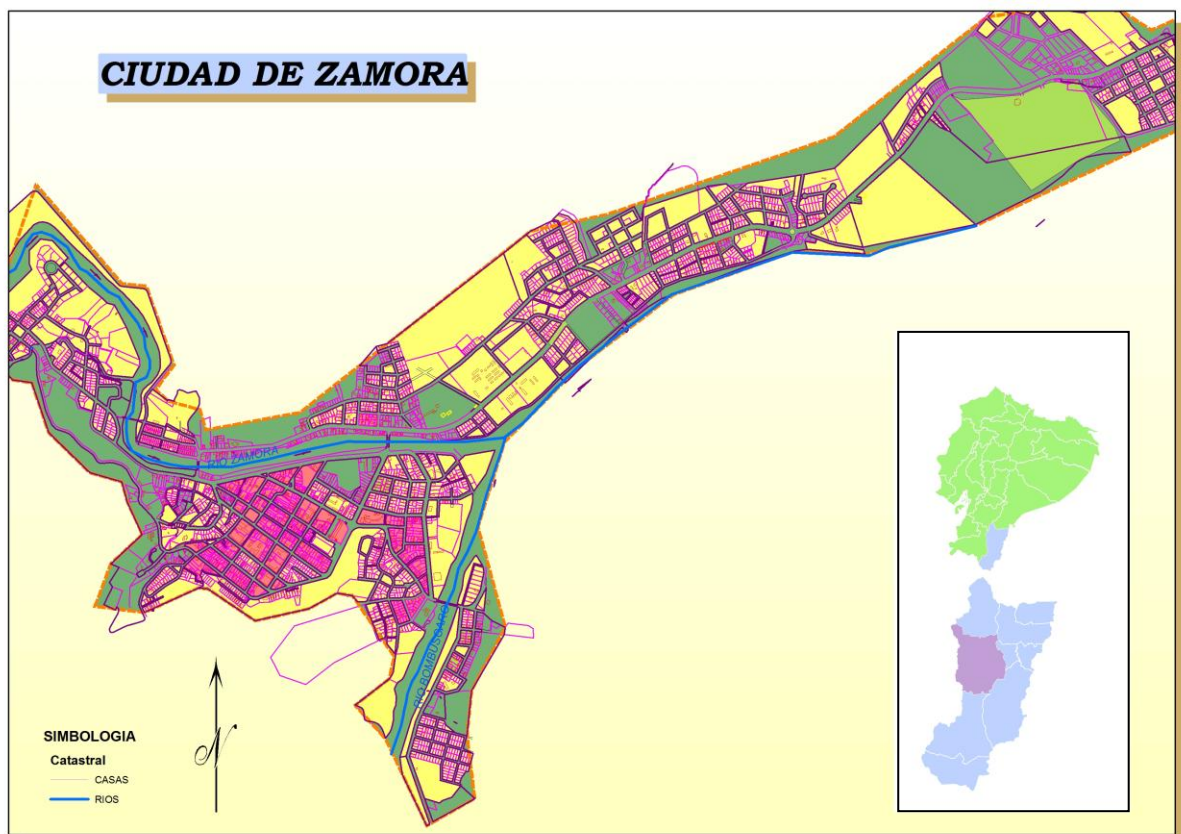 CIUDAD DE ZAMORA
RIO ZAMORA
RIO BOMBUSCARO
N
SIMBOLOGIA
Catastral
CASAS
RIOS